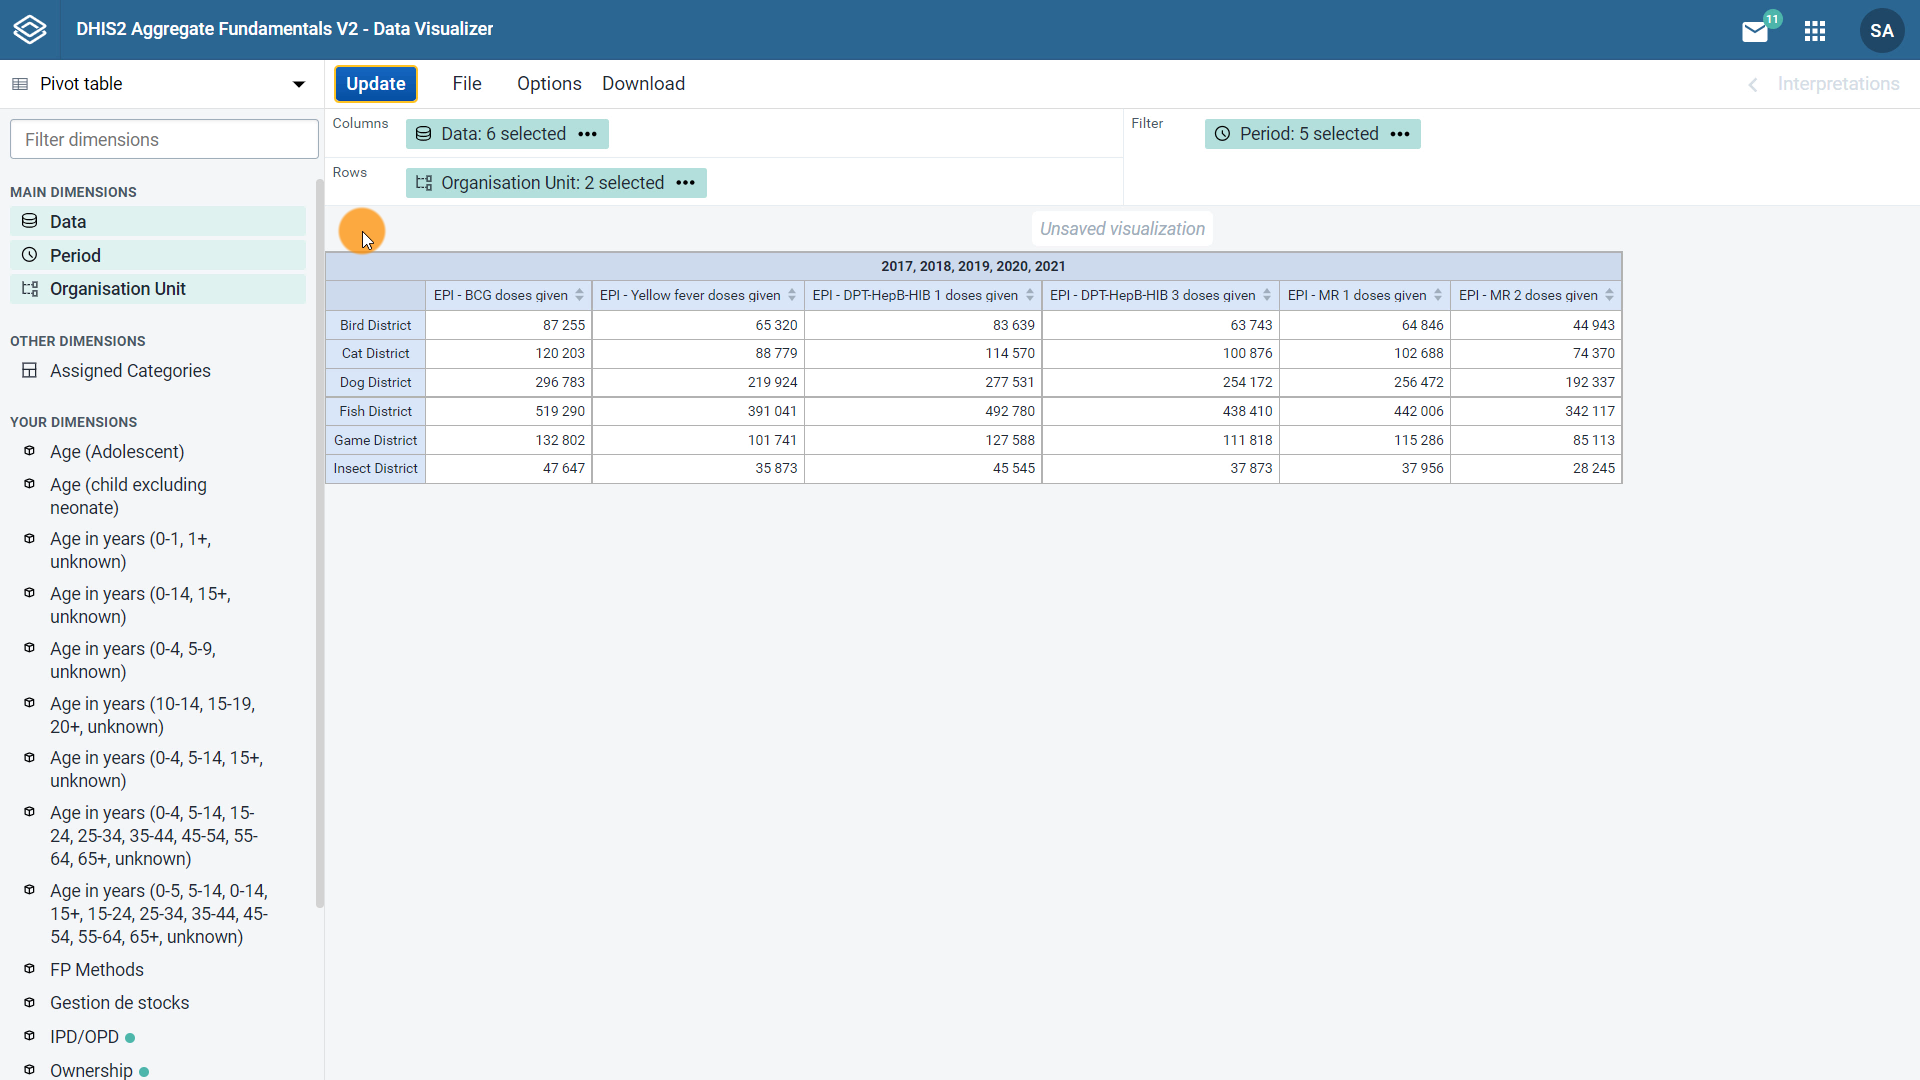 DHIS2 Aggregate Fundamentals V2 - Data Visualizer
11
SA
Pivot table
Update
File
Options
Download
Interpretations
Filter dimensions
MAIN DIMENSIONS
Data
Period
Organisation Unit
OTHER DIMENSIONS
Assigned Categories
YOUR DIMENSIONS
Age (Adolescent)
Age (child excluding
neonate)
Age in years (0-1, 1+,
unknown)
Age in years (0-14, 15+,
unknown)
Age in years (0-4, 5-9,
unknown)
Age in years (10-14, 15-19,
20+, unknown)
Age in years (0-4, 5-14, 15+,
unknown)
Age in years (0-4, 5-14, 15-
24, 25-34, 35-44, 45-54, 55-
64, 65+, unknown)
Age in years (0-5, 5-14, 0-14,
15+, 15-24, 25-34, 35-44, 45-
54, 55-64, 65+, unknown)
FP Methods
Gestion de stocks
IPD/OPD
Ownership
Columns
Data: 6 selected
Filter
Period: 5 selected
Rows
Organisation Unit: 2 selected
Unsaved visualization
2017, 2018, 2019, 2020, 2021
EPI - BCG doses given EPI - Yellow fever doses given EPI - DPT-HepB-HIB 1 doses given EPI - DPT-HepB-HIB 3 doses given EPI - MR 1 doses given EPI - MR 2 doses given
Bird District 87 255 65 320 83 639 63 743 64 846 44 943
Cat District 120 203 88 779 114 570 100 876 102 688 74 370
Dog District 296 783 219 924 277 531 254 172 256 472 192 337
Fish District 519 290 391 041 492 780 438 410 442 006 342 117
Game District 132 802 101 741 127 588 111 818 115 286 85 113
Insect District 47 647 35 873 45 545 37 873 37 956 28 245